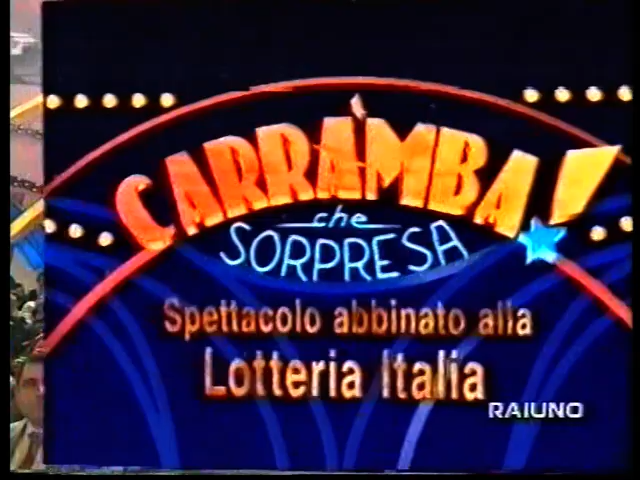 CARRÀMBA!
che
SORPRESA
Spettacolo abbinato alla
Lotteria Italia
RAIUNO